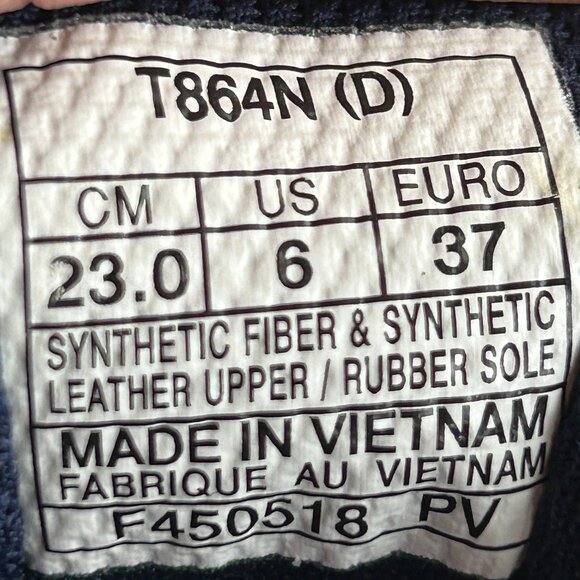 T864N (D)
CM US EURO
23.0 6 37
SYNTHETIC FIBER & SYNTHETIC
LEATHER UPPER / RUBBER SOLE
MADE IN VIETNAM
FABRIQUE AU VIETNAM
F450518 PV